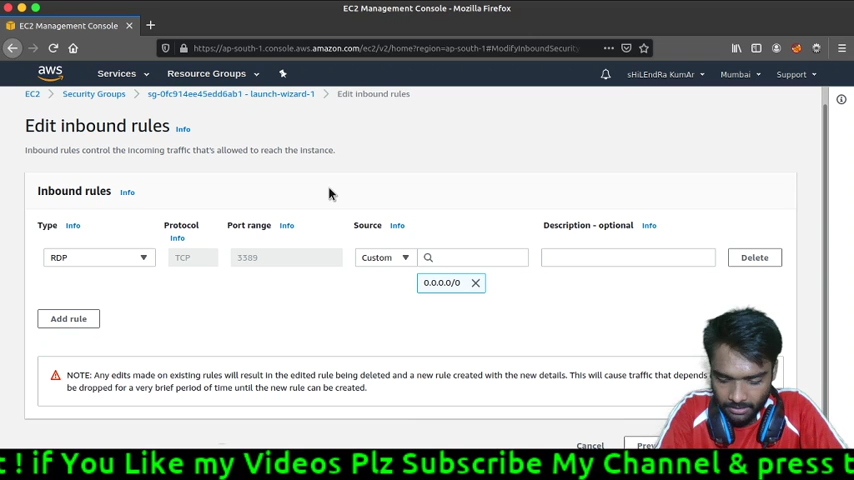 EC2 Management Console - Mozilla Firefox
EC2 Management Console
https://ap-south-1.console.aws.amazon.com/ec2/v2/home?region=ap-south-1#ModifyInboundSecurity
aws Services Resource Groups sHiLEndRa KumAr Mumbai Support
EC2 > Security Groups > sg-0fc914ee45edd6ab1 - launch-wizard-1 > Edit inbound rules
Edit inbound rules Info
Inbound rules control the incoming traffic that's allowed to reach the instance.
Inbound rules Info
Type Info Protocol Info Port range Info Source Info Description - optional Info
RDP TCP 3389 Custom Delete
0.0.0.0/0
Add rule
NOTE: Any edits made on existing rules will result in the edited rule being deleted and a new rule created with the new details. This will cause traffic that depends
be dropped for a very brief period of time until the new rule can be created.
Cancel Prev
t ! if You Like my Videos Plz Subscribe My Channel & press t